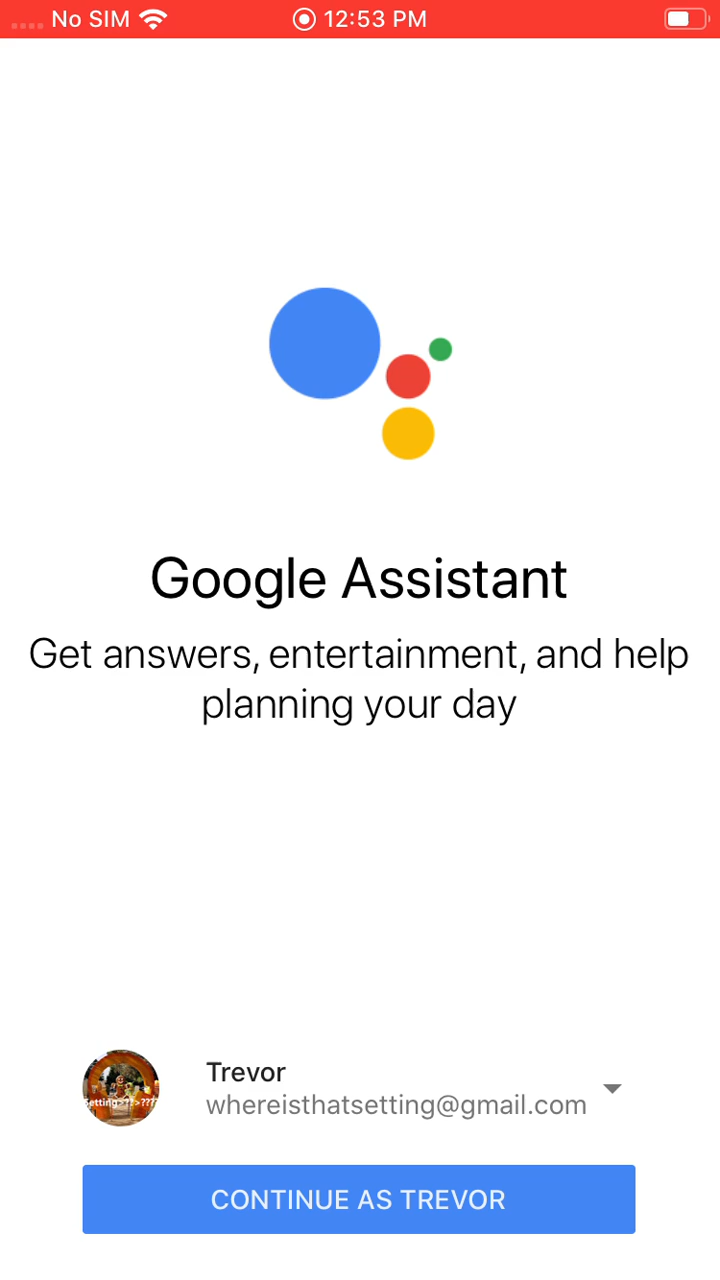 No SIM 12:53 PM
Google Assistant
Get answers, entertainment, and help
planning your day
Trevor
whereisthatsetting@gmail.com
CONTINUE AS TREVOR